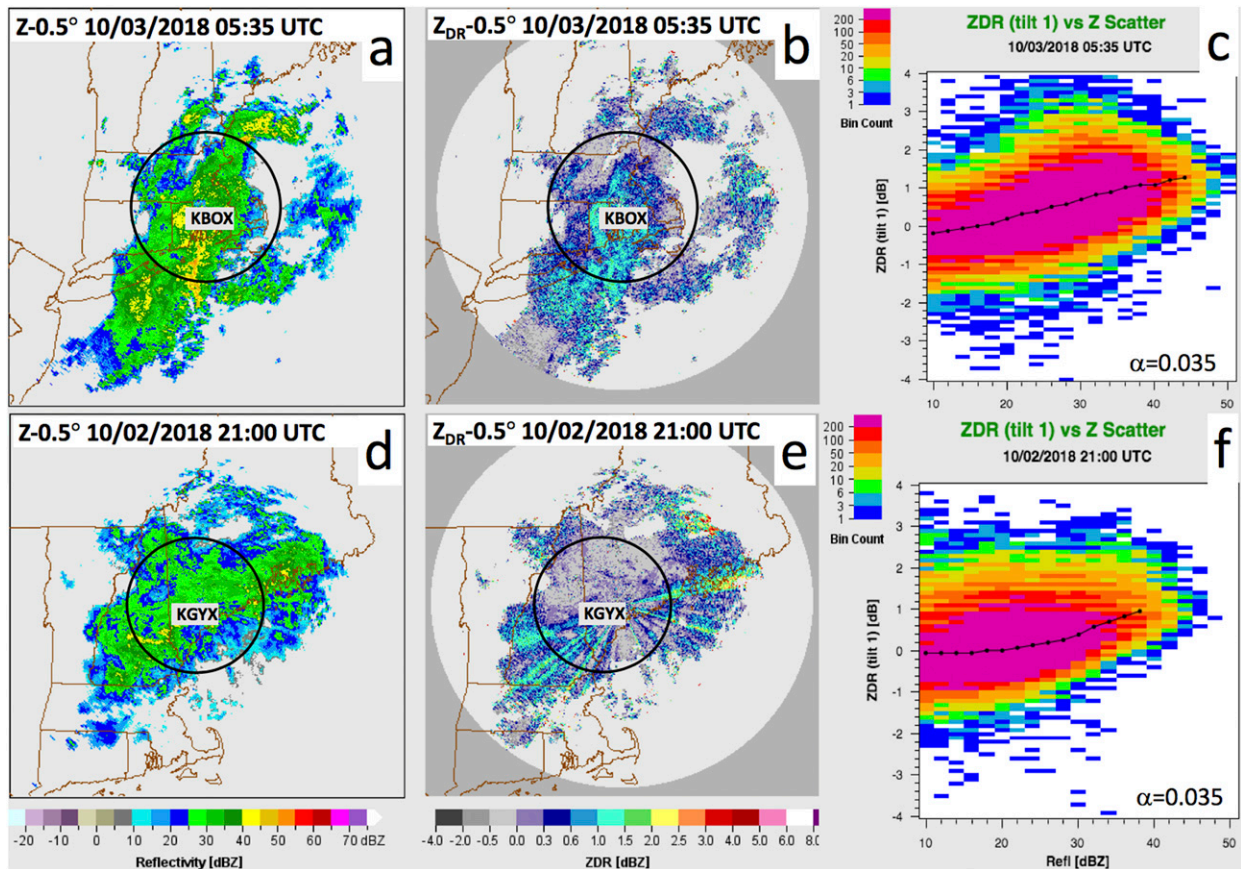 Z-0.5° 10/03/2018 05:35 UTC
a
KBOX
ZDR-0.5° 10/03/2018 05:35 UTC
b
KBOX
200
100
50
20
10
6
3
1
Bin Count
ZDR (tilt 1) vs Z Scatter
10/03/2018 05:35 UTC
c
ZDR (tilt 1) [dB]
4
3
2
1
0
-1
-2
-3
-4
α=0.035
10 20 30 40 50
Z-0.5° 10/02/2018 21:00 UTC
d
KGYX
ZDR-0.5° 10/02/2018 21:00 UTC
e
KGYX
200
100
50
20
10
6
3
1
Bin Count
ZDR (tilt 1) vs Z Scatter
10/02/2018 21:00 UTC
f
ZDR (tilt 1) [dB]
4
3
2
1
0
-1
-2
-3
-4
α=0.035
10 20 30 40 50
Refl [dBZ]
-20 -10 0 10 20 30 40 50 60 70 dBZ
Reflectivity [dBZ]
-4.0 -2.0 -0.5 0.0 0.3 0.6 1.0 1.5 2.0 2.5 3.0 4.0 5.0 6.0 8.0
ZDR [dBZ]